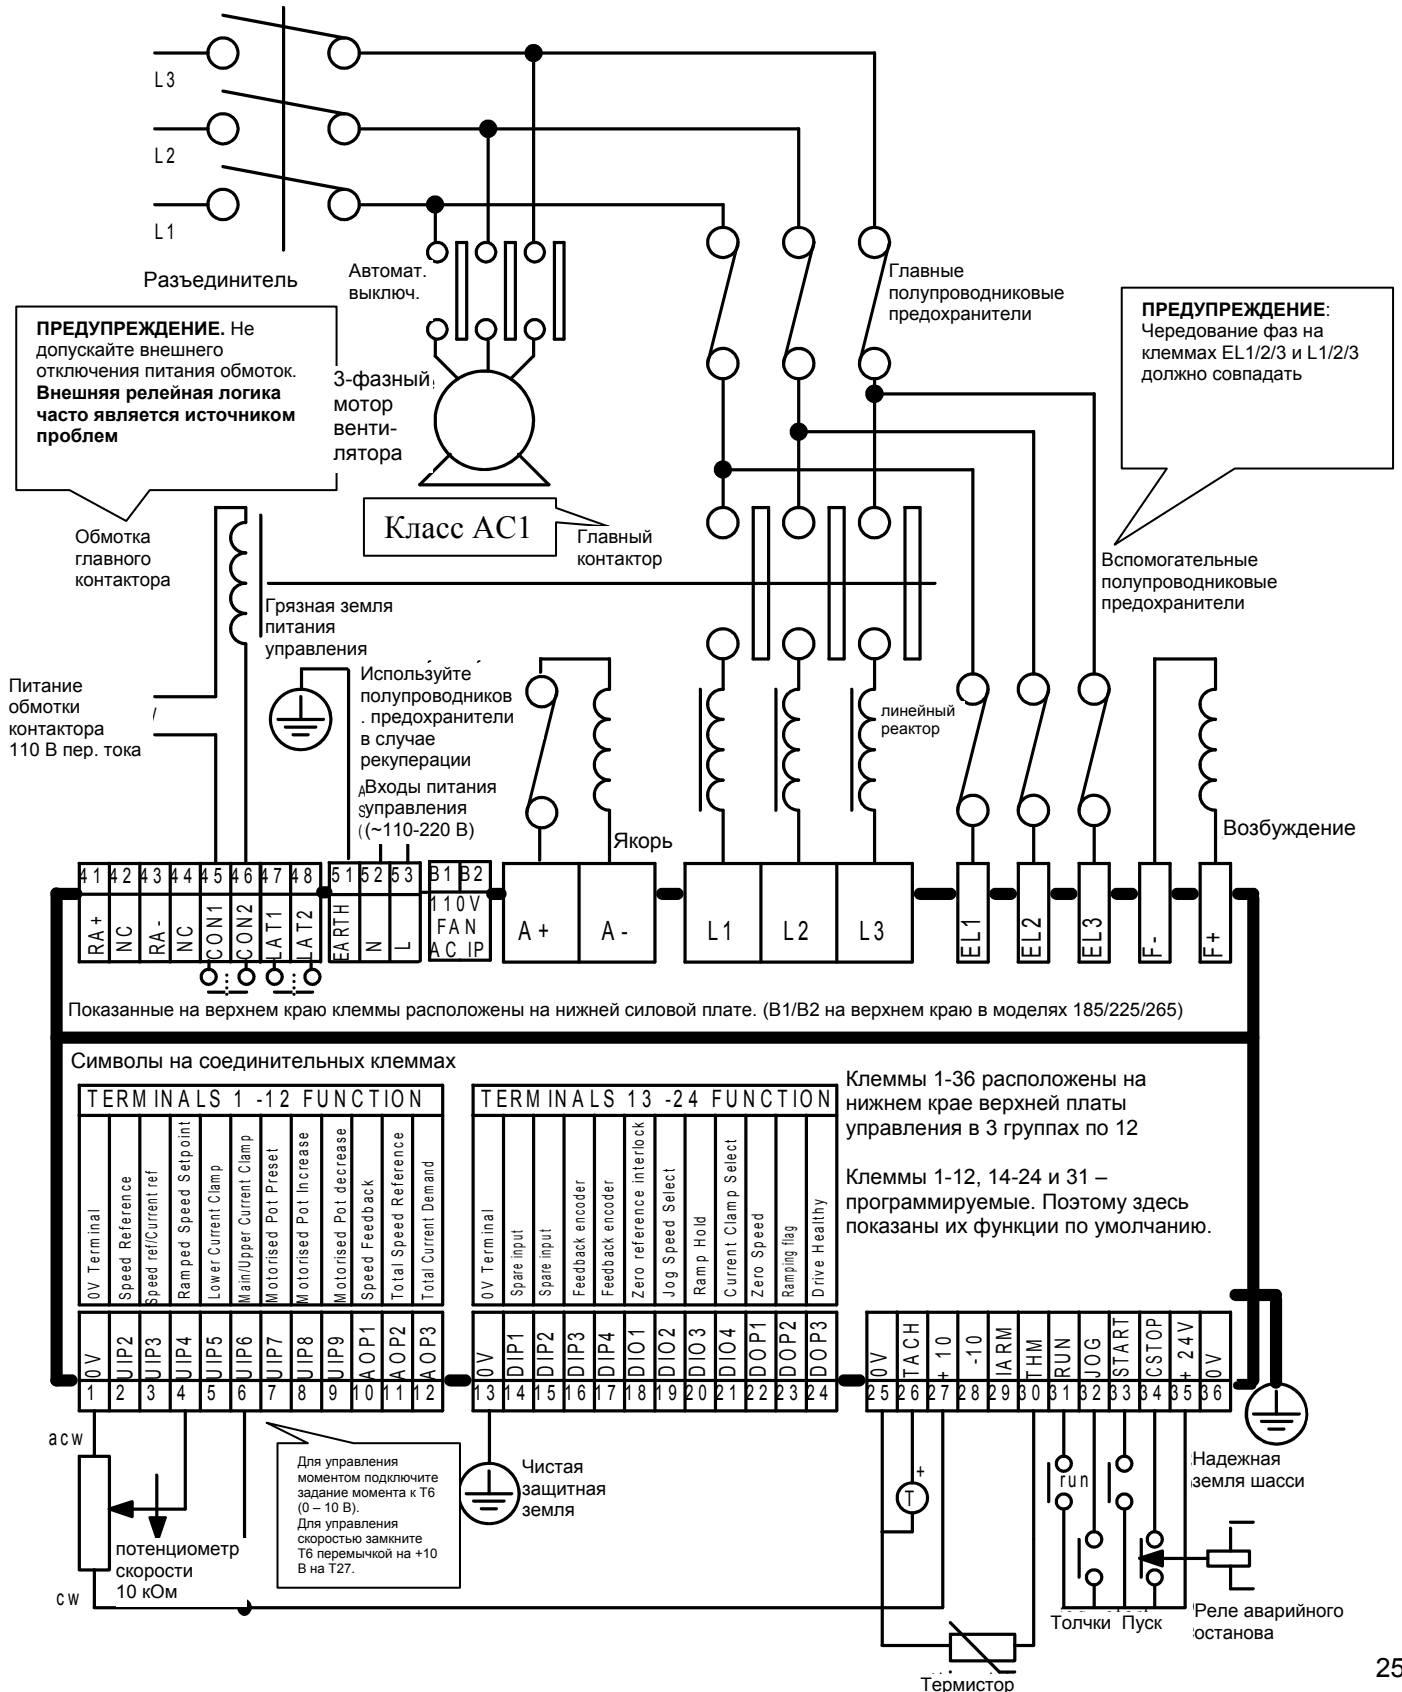 L3
L2
L1
Разъединитель
Автомат.
выключ.
Главные
полупроводниковые
предохранители
ПРЕДУПРЕЖДЕНИЕ. Не
допускайте внешнего
отключения питания обмоток.
Внешняя релейная логика
часто является источником
проблем
ПРЕДУПРЕЖДЕНИЕ:
Чередование фаз на
клеммах EL1/2/3 и L1/2/3
должно совпадать
3-фазный
мотор
венти-
лятора
Класс AC1
Главный
контактор
Обмотка
главного
контактора
Вспомогательные
полупроводниковые
предохранители
Грязная земля
питания
управления
Питание
обмотки
контактора
110 В пер. тока
Используйте
полупроводников
. предохранители
в случае
рекуперации
Входы питания
управления
(~110-220 В)
линейный
реактор
Якорь
Возбуждение
41 42 43 44 45 46 47 48
51 52 53
B1 B2
RA+
NC
RA-
NC
CON1
CON2
LAT1
LAT2
EARTH
N
L
110V
FAN
AC IP
A+
A-
L1
L2
L3
EL1
EL2
EL3
F-
F+
Показанные на верхнем краю клеммы расположены на нижней силовой плате. (B1/B2 на верхнем краю в моделях 185/225/265)
Символы на соединительных клеммах
TERMINALS 1 -12 FUNCTION
0V Terminal
Speed Reference
Speed ref/Current ref
Ramped Speed Setpoint
Lower Current Clamp
Main/Upper Current Clamp
Motorised Pot Preset
Motorised Pot Increase
Motorised Pot decrease
Speed Feedback
Total Speed Reference
Total Current Demand
0V
UIP2
UIP3
UIP4
UIP5
UIP6
UIP7
UIP8
UIP9
AOP1
AOP2
AOP3
1 2 3 4 5 6 7 8 9 10 11 12
TERMINALS 13 -24 FUNCTION
0V Terminal
Spare input
Spare input
Feedback encoder
Feedback encoder
Zero reference interlock
Jog Speed Select
Ramp Hold
Current Clamp Select
Zero Speed
Ramping flag
Drive Healthy
0V
DIP1
DIP2
DIP3
DIP4
DIO1
DIO2
DIO3
DIO4
DOP1
DOP2
DOP3
13 14 15 16 17 18 19 20 21 22 23 24
Клеммы 1-36 расположены на
нижнем крае верхней платы
управления в 3 группах по 12
Клеммы 1-12, 14-24 и 31 –
программируемые. Поэтому здесь
показаны их функции по умолчанию.
0V
TACH
+10
-10
IARM
THM
RUN
JOG
START
CSTOP
+24V
0V
25 26 27 28 29 30 31 32 33 34 35 36
acw
cw
потенциометр
скорости
10 кОм
Для управления
моментом подключите
задание момента к Т6
(0 – 10 В).
Для управления
скоростью замкните
Т6 перемычкой на +10
В на Т27.
Чистая
защитная
земля
+
T
run
Надежная
земля шасси
Толчки Пуск
Реле аварийного
останова
Термистор
25